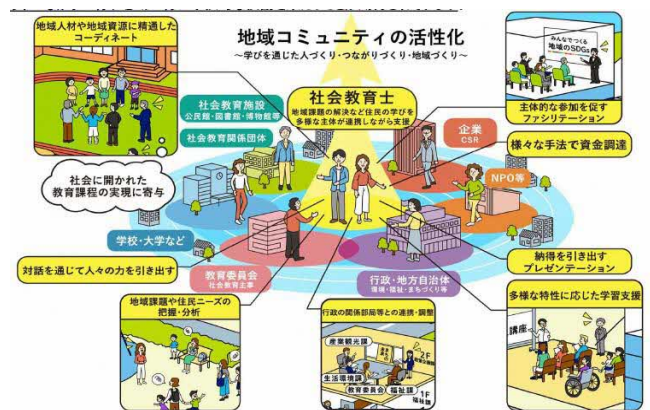 地域人材や地域資源に精通した
コーディネート
地域コミュニティの活性化
～学びを通じた人づくり・つながりづくり・地域づくり～
みんなでつくる
地域のSDGs
主体的な参加を促す
ファシリテーション
社会教育士
地域課題の解決など住民の学びを
多様な主体が連携しながら支援
社会教育施設
公民館・図書館・博物館等
社会教育関係団体
企業
CSR
様々な手法で資金調達
社会に開かれた
教育課程の実現に寄与
NPO等
学校・大学など
対話を通じて人々の力を引き出す
教育委員会
社会教育主事
行政・地方自治体
環境・福祉・まちづくり等
納得を引き出す
プレゼンテーション
地域課題や住民ニーズの
把握・分析
行政の関係部局等との連携・調整
産業観光課
2F
生活環境課
教育委員会
福祉課
1F
福祉課
多様な特性に応じた学習支援
講座